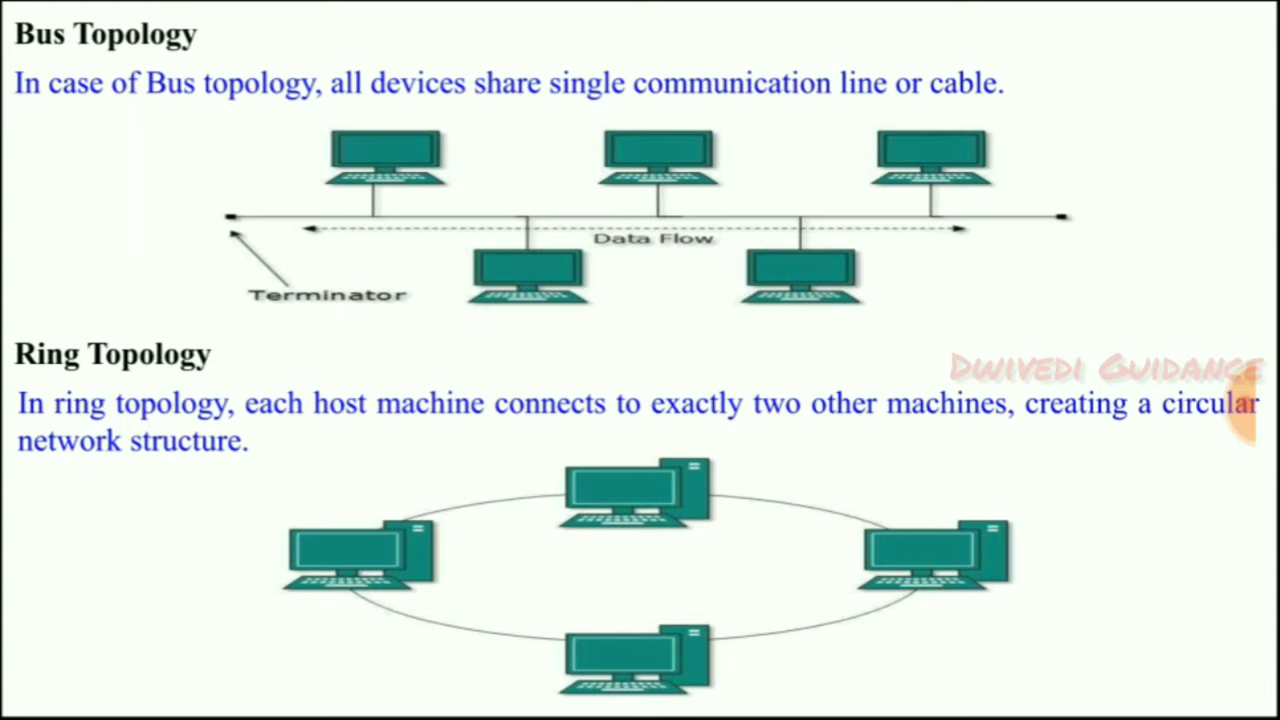 Bus Topology
In case of Bus topology, all devices share single communication line or cable.
Data Flow
Terminator
Ring Topology
Dwivedi Guidance
In ring topology, each host machine connects to exactly two other machines, creating a circular
network structure.